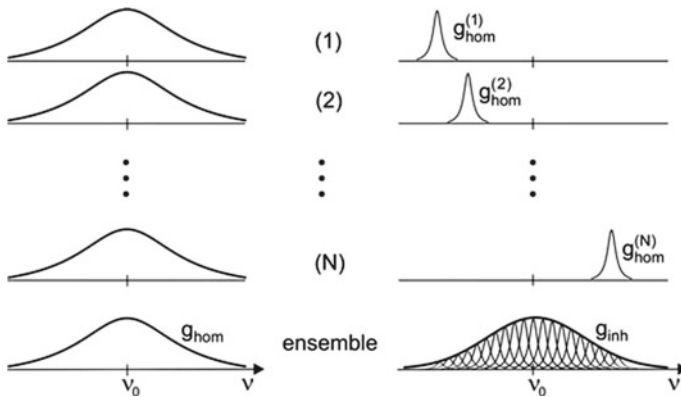 (1) g_hom^(1)
(2) g_hom^(2)
(N) g_hom^(N)
g_hom ensemble g_inh
ν₀ ν ν₀ ν